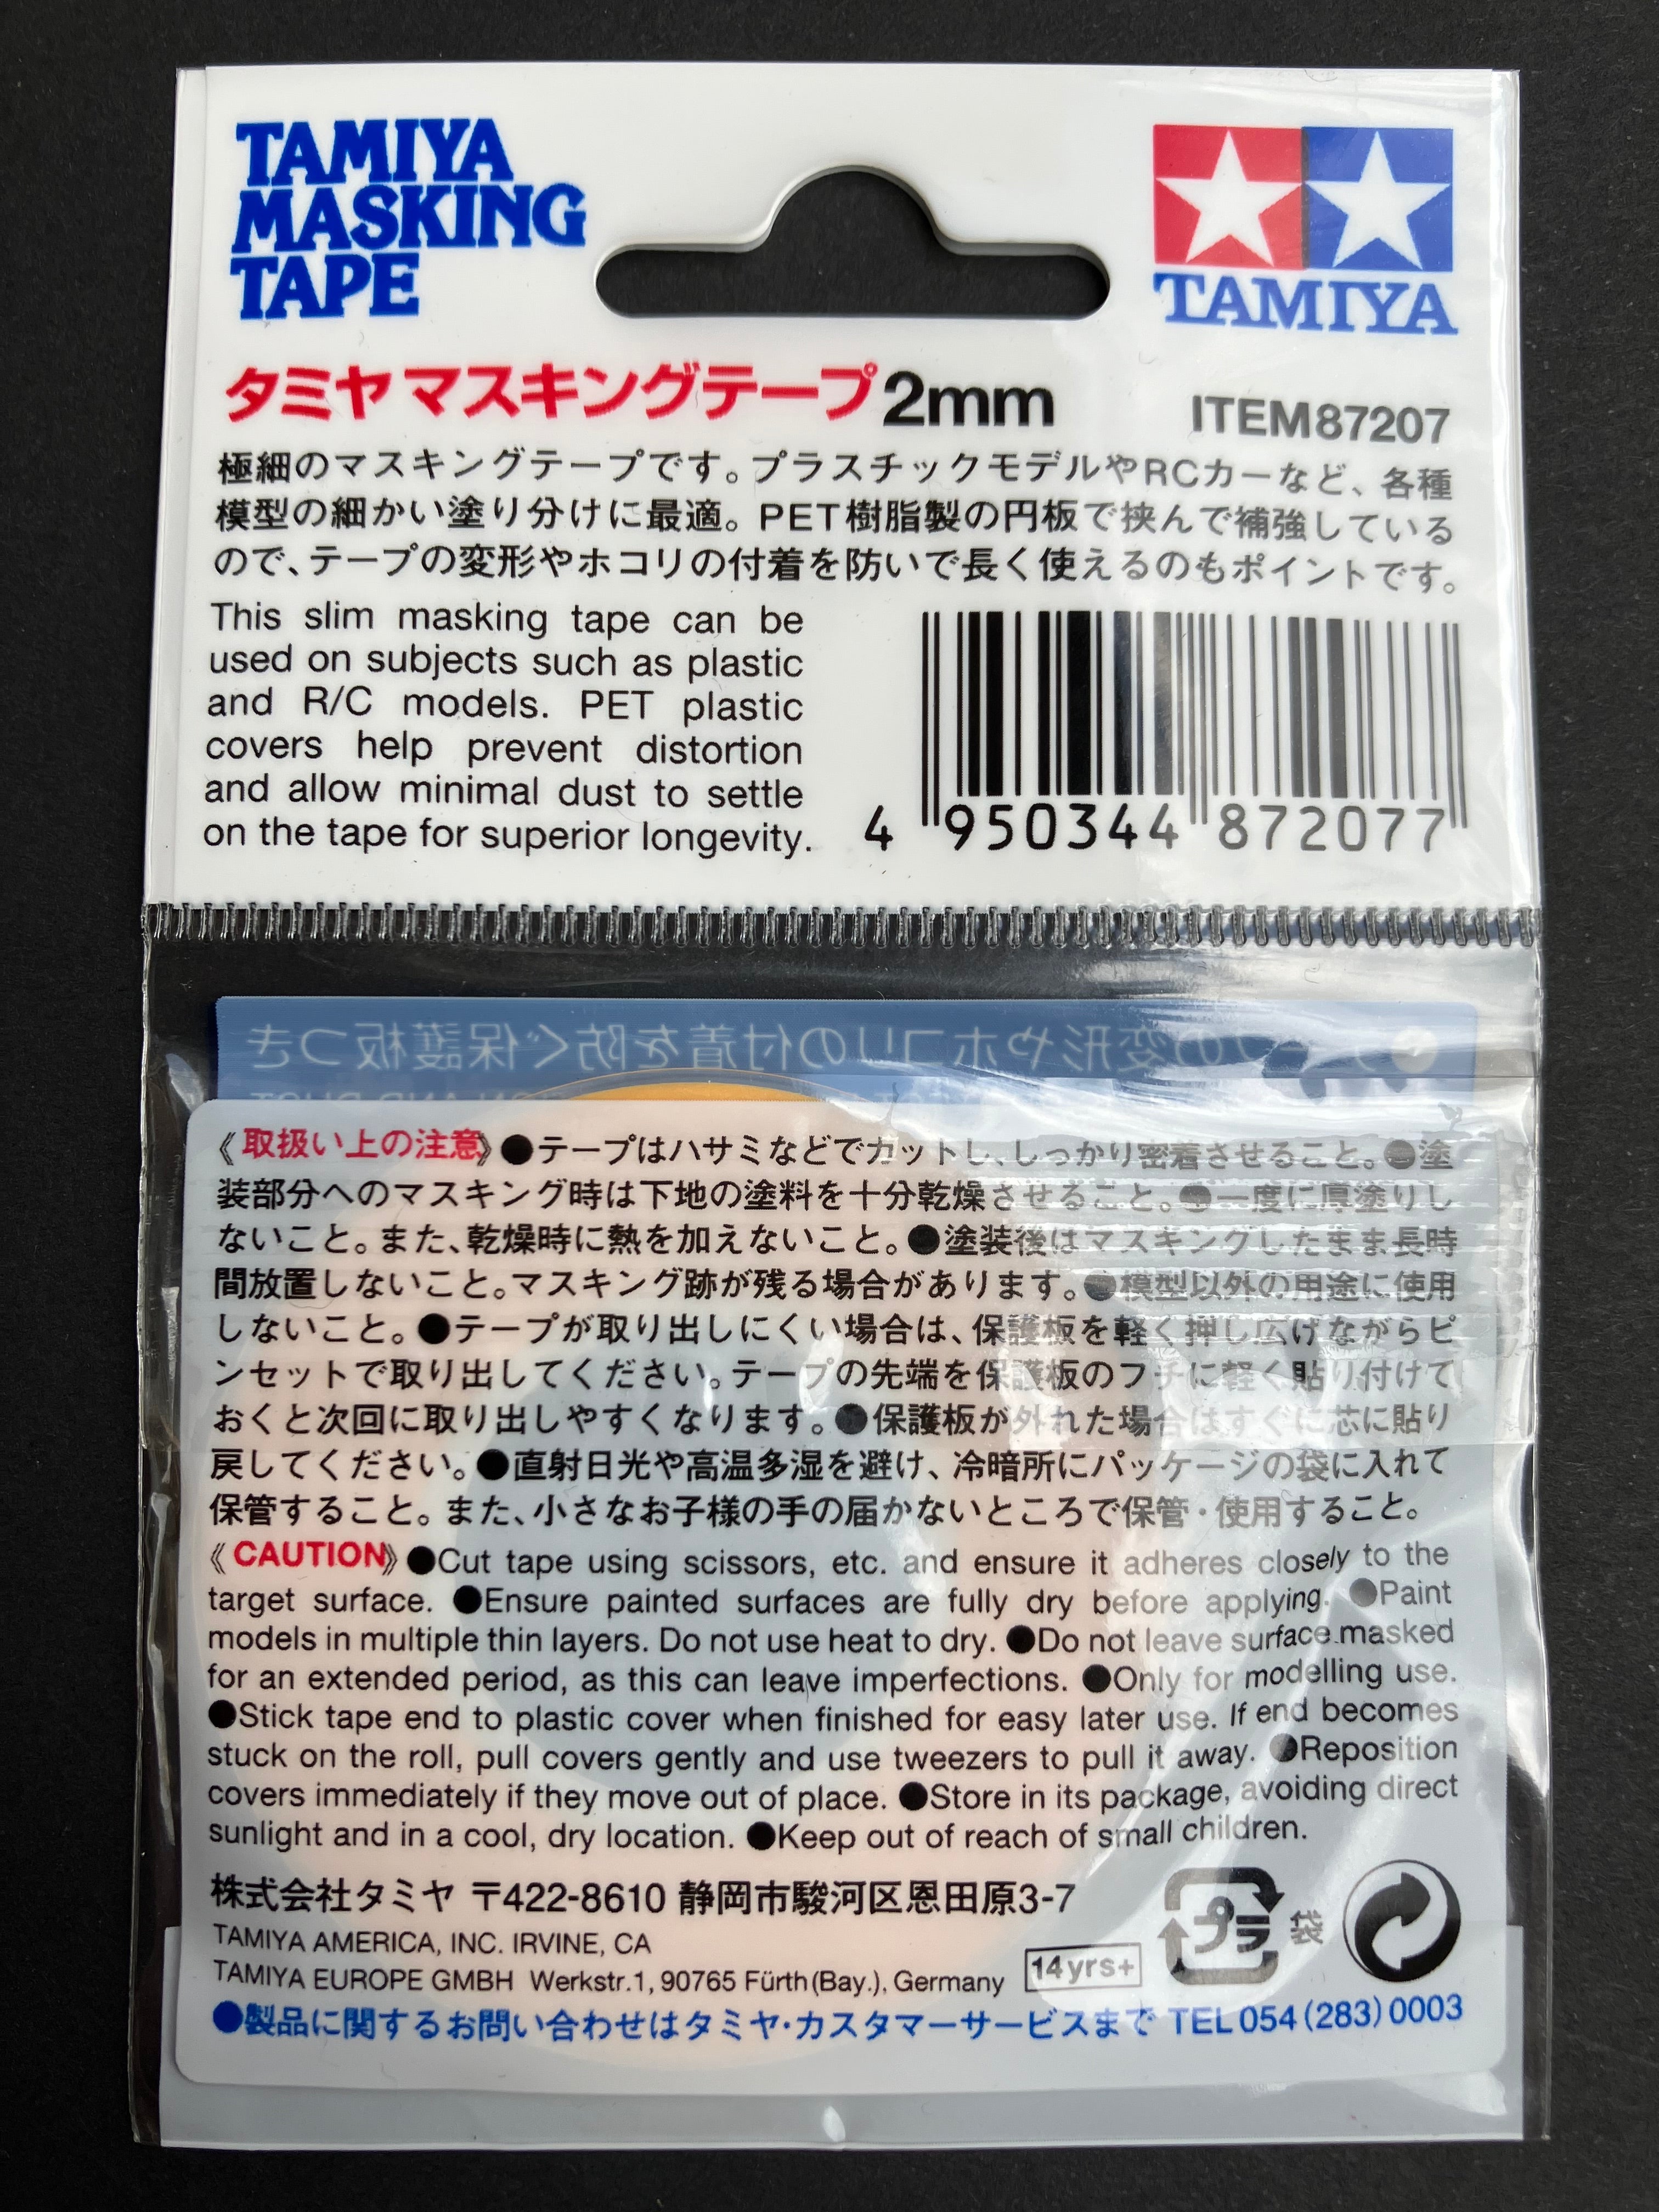 TAMIYA
MASKING
TAPE
TAMIYA
タミヤ マスキングテープ2mm
ITEM87207
極細のマスキングテープです。プラスチックモデルやRCカーなど、各種
模型の細かい塗り分けに最適。PET樹脂製の円板で挟んで補強している
ので、テープの変形やホコリの付着を防いで長く使えるのもポイントです。
This slim masking tape can be
used on subjects such as plastic
and R/C models. PET plastic
covers help prevent distortion
and allow minimal dust to settle
on the tape for superior longevity.
4 950344 872077
の変形やホコリの付着を防ぐ保護板つき
《取扱い上の注意》●テープはハサミなどでカットし、しっかり密着させること。●塗
装部分へのマスキング時は下地の塗料を十分乾燥させること。●一度に厚塗りし
ないこと。また、乾燥時に熱を加えないこと。●塗装後はマスキングしたまま長時
間放置しないこと。マスキング跡が残る場合があります。●模型以外の用途に使用
しないこと。●テープが取り出しにくい場合は、保護板を軽く押し広げながらピ
ンセットで取り出してください。テープの先端を保護板のフチに軽く貼り付けて
おくと次回に取り出しやすくなります。●保護板が外れた場合はすぐに芯に貼り
戻してください。●直射日光や高温多湿を避け、冷暗所にパッケージの袋に入れて
保管すること。また、小さなお子様の手の届かないところで保管・使用すること。
《CAUTION》●Cut tape using scissors, etc. and ensure it adheres closely to the
target surface. ●Ensure painted surfaces are fully dry before applying. ●Paint
models in multiple thin layers. Do not use heat to dry. ●Do not leave surface masked
for an extended period, as this can leave imperfections. ●Only for modelling use.
●Stick tape end to plastic cover when finished for easy later use. If end becomes
stuck on the roll, pull covers gently and use tweezers to pull it away. ●Reposition
covers immediately if they move out of place. ●Store in its package, avoiding direct
sunlight and in a cool, dry location. ●Keep out of reach of small children.
株式会社タミヤ 〒422-8610 静岡市駿河区恩田原3-7
TAMIYA AMERICA, INC. IRVINE, CA
TAMIYA EUROPE GMBH Werkstr.1, 90765 Fürth(Bay.), Germany
14yrs+
プラ
袋
●製品に関するお問い合わせはタミヤ・カスタマーサービスまで TEL054(283)0003